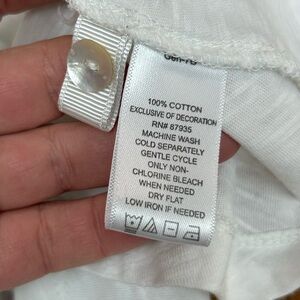 100% COTTON
EXCLUSIVE OF DECORATION
RN# 87935
MACHINE WASH
COLD SEPARATELY
GENTLE CYCLE
ONLY NON-
CHLORINE BLEACH
WHEN NEEDED
DRY FLAT
LOW IRON IF NEEDED